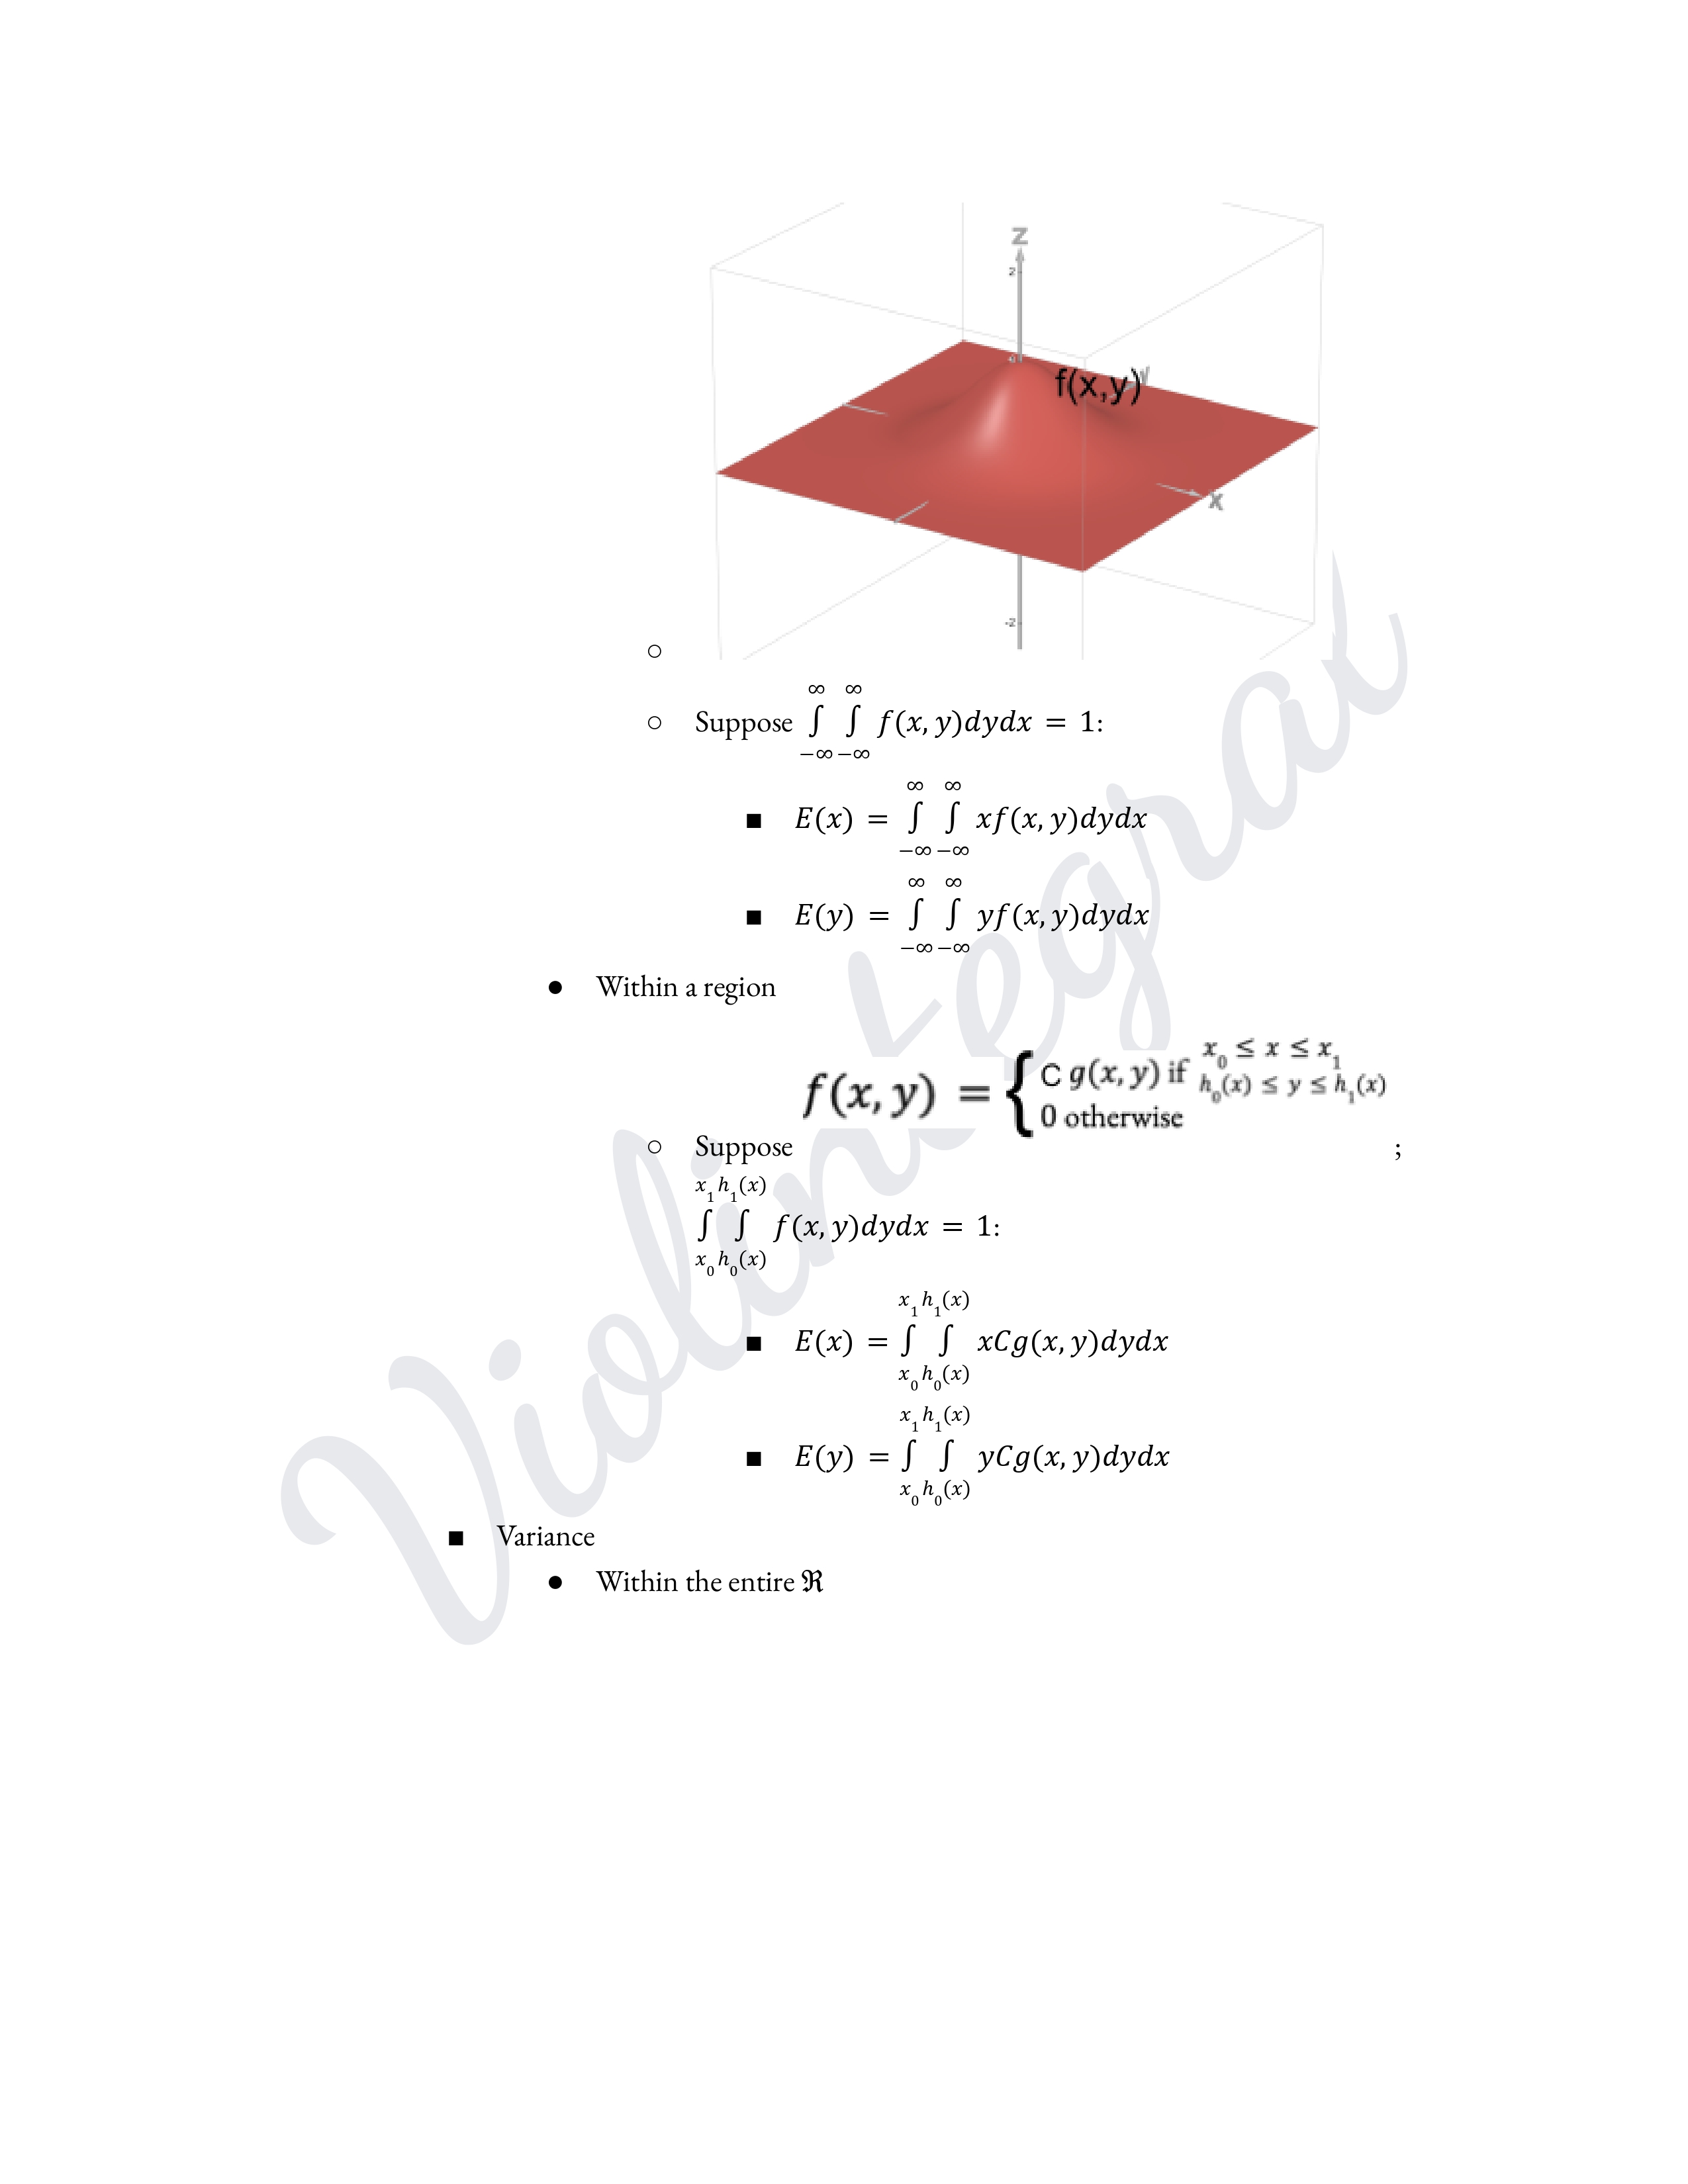 z
2
0
f(x,y)
y
x
-2
○
○ Suppose ∫_{−∞}^{∞} ∫_{−∞}^{∞} f(x, y)dydx = 1:
■ E(x) = ∫_{−∞}^{∞} ∫_{−∞}^{∞} xf(x, y)dydx
■ E(y) = ∫_{−∞}^{∞} ∫_{−∞}^{∞} yf(x, y)dydx
● Within a region
○ Suppose f(x, y) = { C g(x, y) if x_0 ≤ x ≤ x_1 h_0(x) ≤ y ≤ h_1(x)
0 otherwise ;
∫_{x_0}^{x_1} ∫_{h_0(x)}^{h_1(x)} f(x, y)dydx = 1:
■ E(x) = ∫_{x_0}^{x_1} ∫_{h_0(x)}^{h_1(x)} xCg(x, y)dydx
■ E(y) = ∫_{x_0}^{x_1} ∫_{h_0(x)}^{h_1(x)} yCg(x, y)dydx
■ Variance
● Within the entire ℜ
Violintegral